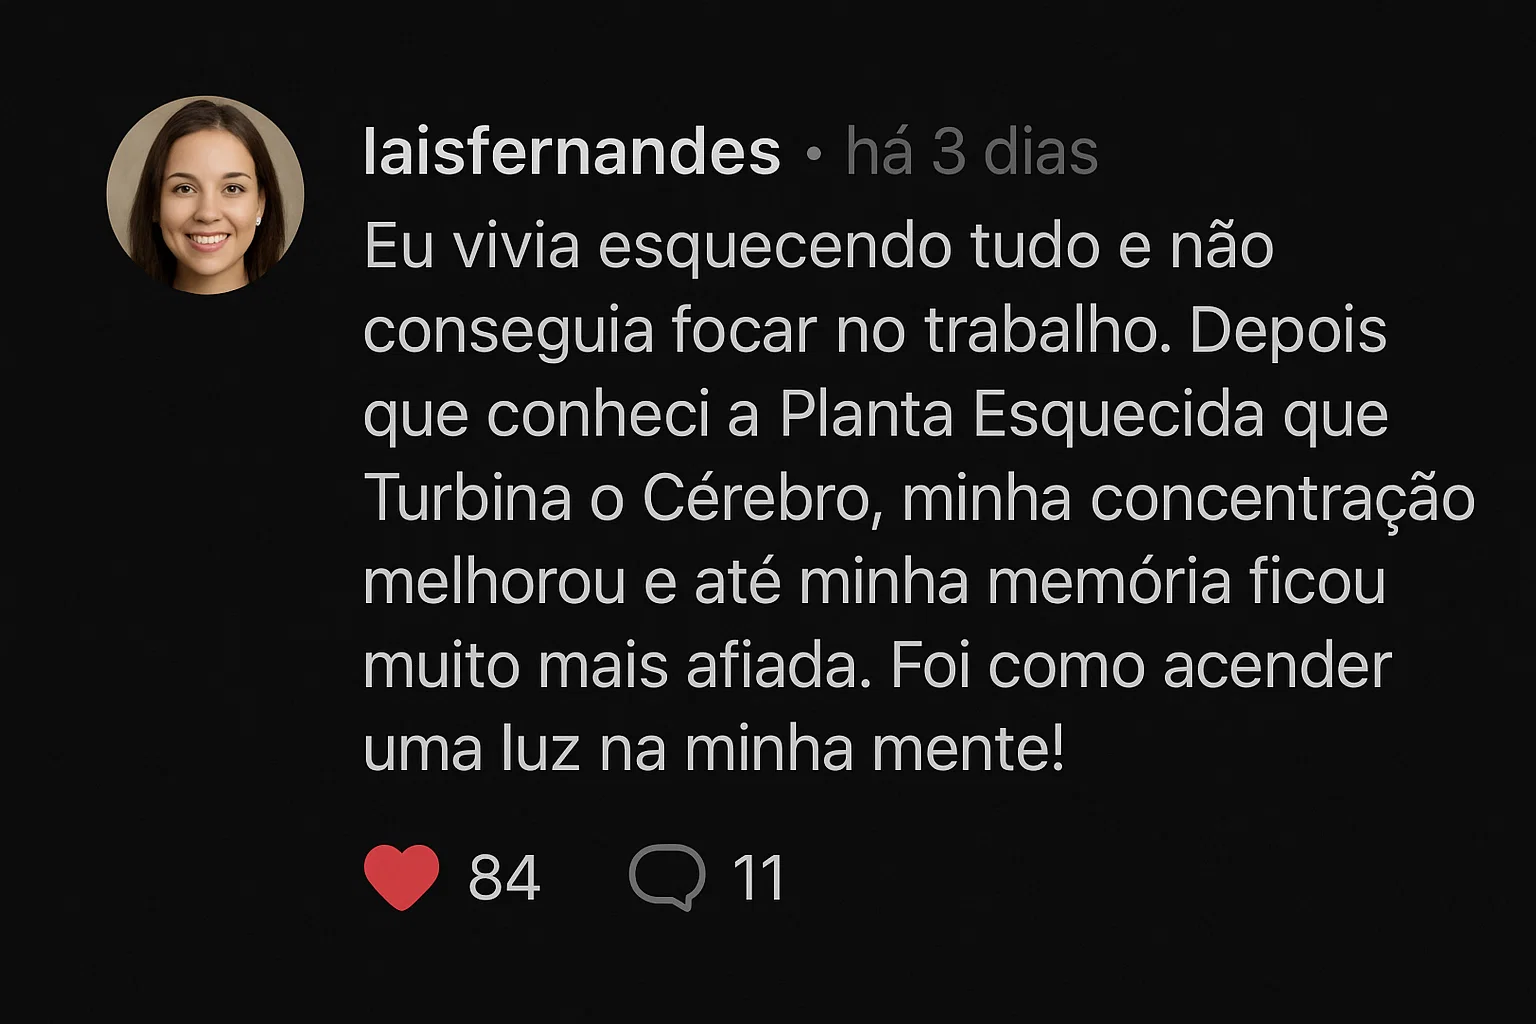 laisfernandes • há 3 dias
Eu vivia esquecendo tudo e não
conseguia focar no trabalho. Depois
que conheci a Planta Esquecida que
Turbina o Cérebro, minha concentração
melhorou e até minha memória ficou
muito mais afiada. Foi como acender
uma luz na minha mente!
84 11